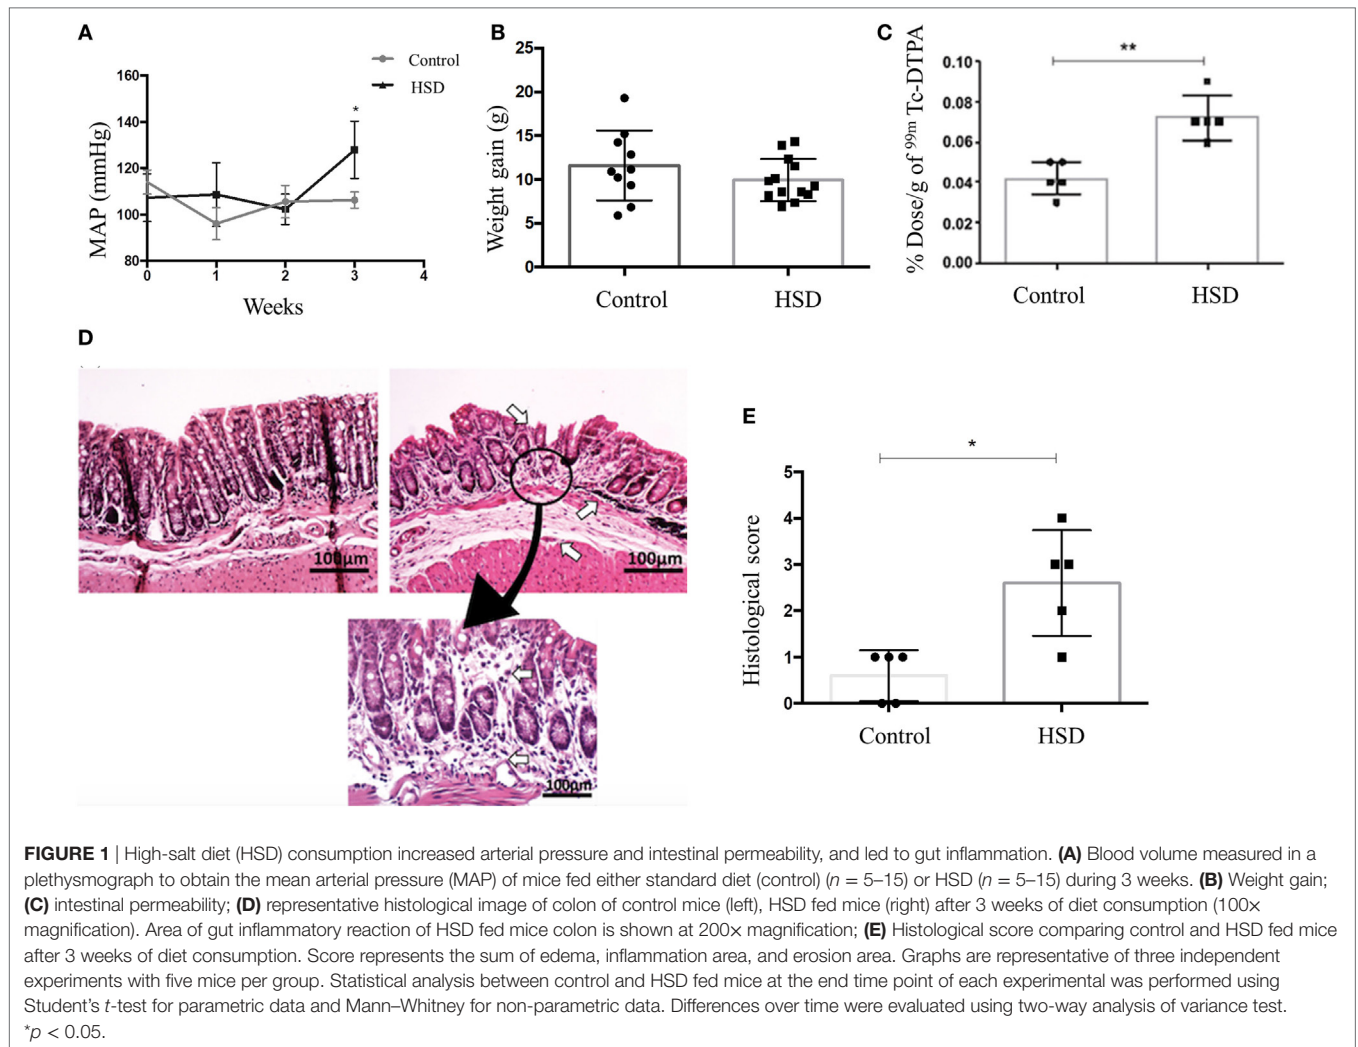 A
Control
HSD
160
140
120
100
80
*
MAP (mmHg)
0
1
2
3
4
Weeks
B
25
20
15
10
5
0
Weight gain (g)
Control
HSD
C
**
0.10
0.08
0.06
0.04
0.02
0.00
% Dose/g of 99m Tc-DTPA
Control
HSD
D
100µm
100µm
100µm
E
*
5
4
3
2
1
0
Histological score
Control
HSD
FIGURE 1 | High-salt diet (HSD) consumption increased arterial pressure and intestinal permeability, and led to gut inflammation. (A) Blood volume measured in a
plethysmograph to obtain the mean arterial pressure (MAP) of mice fed either standard diet (control) (n = 5–15) or HSD (n = 5–15) during 3 weeks. (B) Weight gain;
(C) intestinal permeability; (D) representative histological image of colon of control mice (left), HSD fed mice (right) after 3 weeks of diet consumption (100×
magnification). Area of gut inflammatory reaction of HSD fed mice colon is shown at 200× magnification; (E) Histological score comparing control and HSD fed mice
after 3 weeks of diet consumption. Score represents the sum of edema, inflammation area, and erosion area. Graphs are representative of three independent
experiments with five mice per group. Statistical analysis between control and HSD fed mice at the end time point of each experimental was performed using
Student's t-test for parametric data and Mann–Whitney for non-parametric data. Differences over time were evaluated using two-way analysis of variance test.
*p < 0.05.